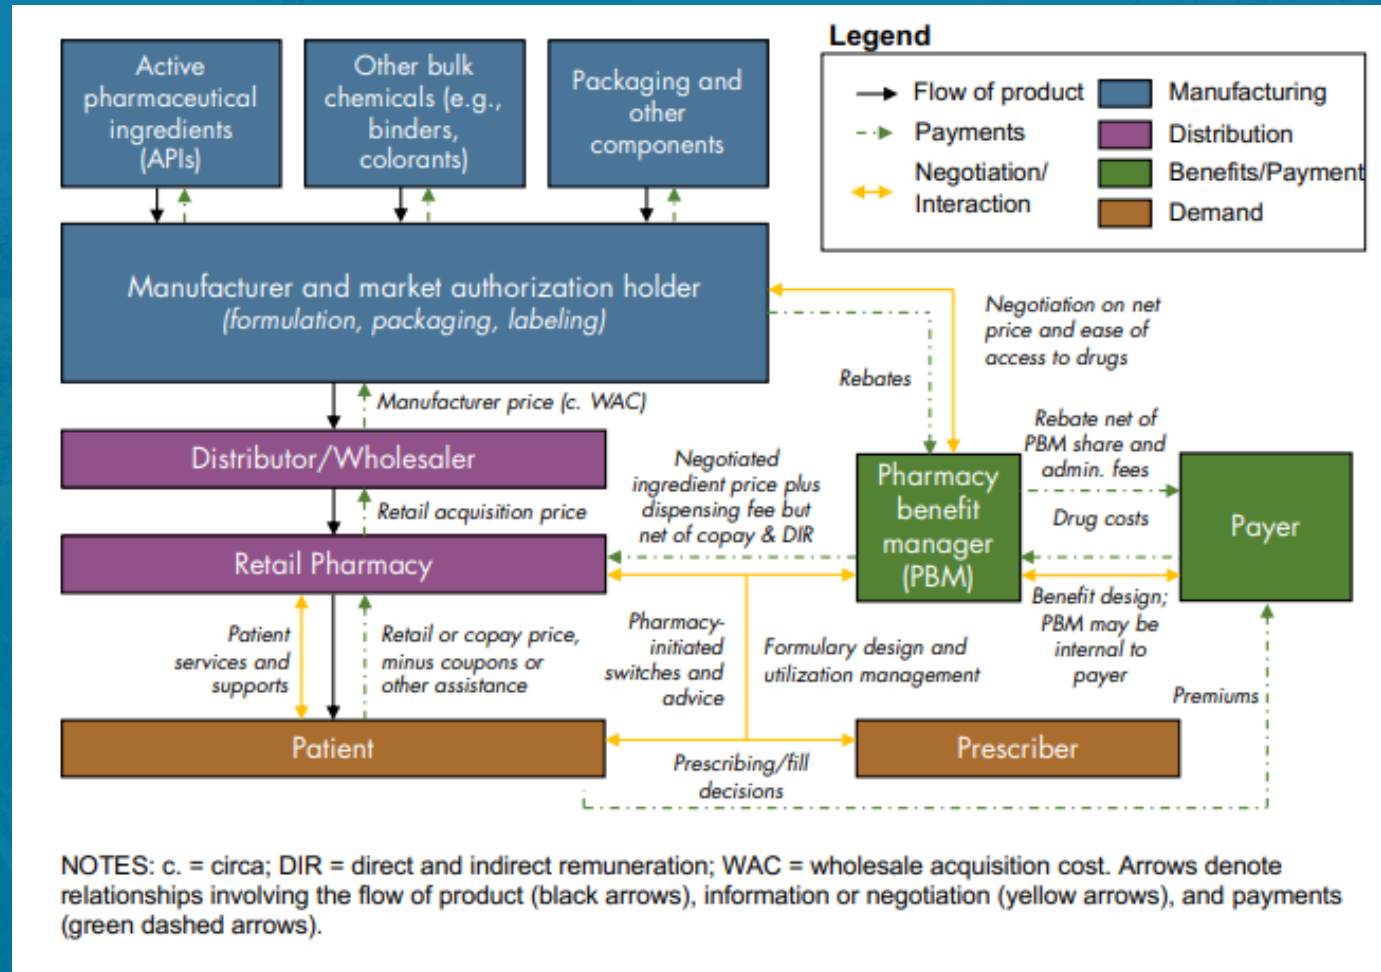 Active
pharmaceutical
ingredients
(APIs)
Other bulk
chemicals (e.g.,
binders,
colorants)
Packaging and
other
components
Legend
Flow of product
Payments
Negotiation/
Interaction
Manufacturing
Distribution
Benefits/Payment
Demand
Manufacturer and market authorization holder
(formulation, packaging, labeling)
Negotiation on net
price and ease of
access to drugs
Rebates
Manufacturer price (c. WAC)
Distributor/Wholesaler
Retail acquisition price
Retail Pharmacy
Negotiated
ingredient price plus
dispensing fee but
net of copay & DIR
Pharmacy
benefit
manager
(PBM)
Rebate net of
PBM share and
admin. fees
Drug costs
Payer
Patient
services and
supports
Retail or copay price,
minus coupons or
other assistance
Pharmacy-
initiated
switches and
advice
Formulary design and
utilization management
Benefit design;
PBM may be
internal to
payer
Premiums
Patient
Prescribing/fill
decisions
Prescriber
NOTES: c. = circa; DIR = direct and indirect remuneration; WAC = wholesale acquisition cost. Arrows denote
relationships involving the flow of product (black arrows), information or negotiation (yellow arrows), and payments
(green dashed arrows).